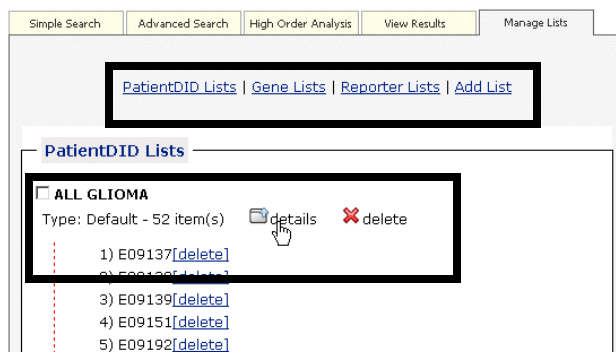 Simple Search Advanced Search High Order Analysis View Results Manage Lists
PatientDID Lists | Gene Lists | Reporter Lists | Add List
PatientDID Lists
ALL GLIOMA
Type: Default - 52 item(s) details delete
1) E09137[delete]
3) E09139[delete]
4) E09151[delete]
5) E09192[delete]